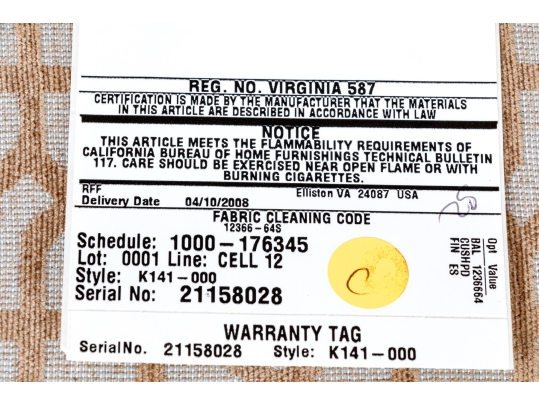 REG. NO. VIRGINIA 587
CERTIFICATION IS MADE BY THE MANUFACTURER THAT THE MATERIALS
IN THIS ARTICLE ARE DESCRIBED IN ACCORDANCE WITH LAW
NOTICE
THIS ARTICLE MEETS THE FLAMMABILITY REQUIREMENTS OF
CALIFORNIA BUREAU OF HOME FURNISHINGS TECHNICAL BULLETIN
117. CARE SHOULD BE EXERCISED NEAR OPEN FLAME OR WITH
BURNING CIGARETTES.
RFF Elliston VA 24087 USA
Delivery Date 04/10/2008
FABRIC CLEANING CODE
12366-64S
Schedule: 1000-176345
Lot: 0001 Line: CELL 12
Style: K141-000
Serial No: 21158028
C
Opt Value
BAL 1236664
CUSHPD
FIN ES
WARRANTY TAG
SerialNo. 21158028 Style: K141-000